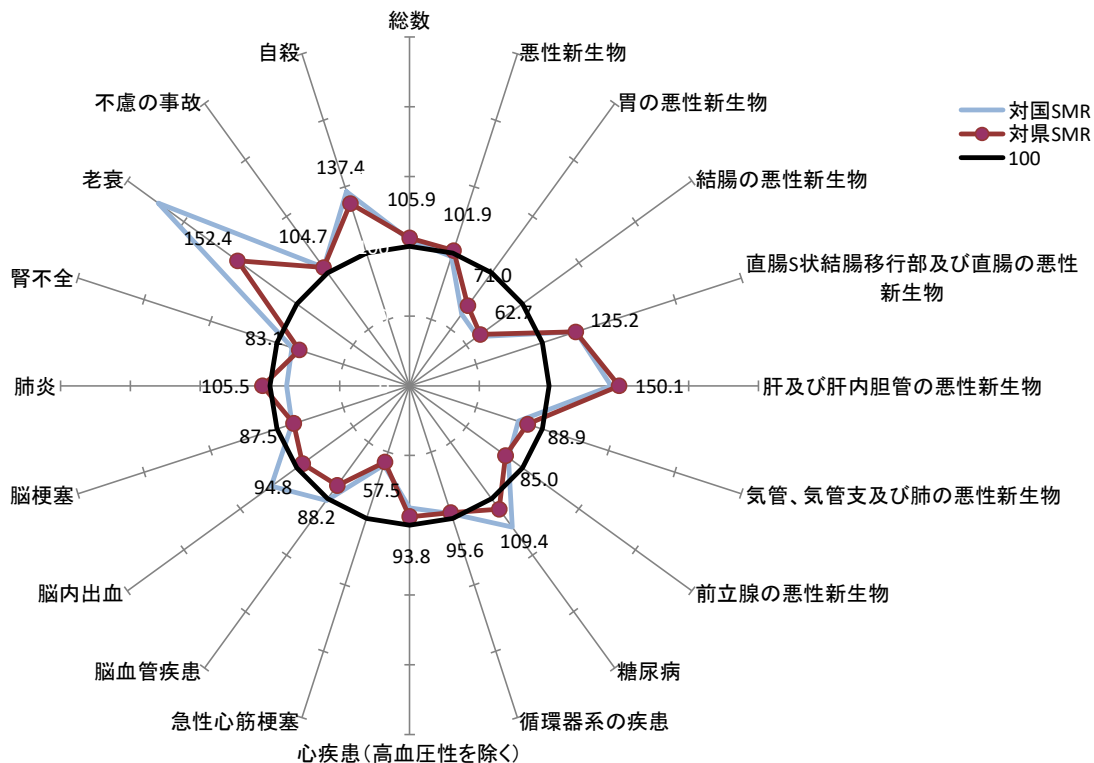 総数
自殺
悪性新生物
不慮の事故
胃の悪性新生物
対国SMR
対県SMR
100
老衰
結腸の悪性新生物
137.4
105.9
101.9
152.4
104.7
100
71.0
腎不全
直腸S状結腸移行部及び直腸の悪性
新生物
83.1
62.7
125.2
肺炎
105.5
150.1
肝及び肝内胆管の悪性新生物
87.5
88.9
脳梗塞
94.8
57.5
85.0
気管、気管支及び肺の悪性新生物
88.2
109.4
93.8
95.6
脳内出血
前立腺の悪性新生物
脳血管疾患
糖尿病
急性心筋梗塞
循環器系の疾患
心疾患（高血圧性を除く）